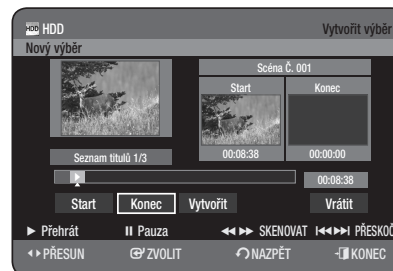 HDD HDD Vytvořit výběr
Nový výběr
Scéna Č. 001
Start Konec
Seznam titulů 1/3 00:08:38 00:00:00
00:08:38
Start Konec Vytvořit Vrátit
Přehrát Pauza SKENOVAT PŘESKOČ
PŘESUN ZVOLIT NAZPĚT KONEC